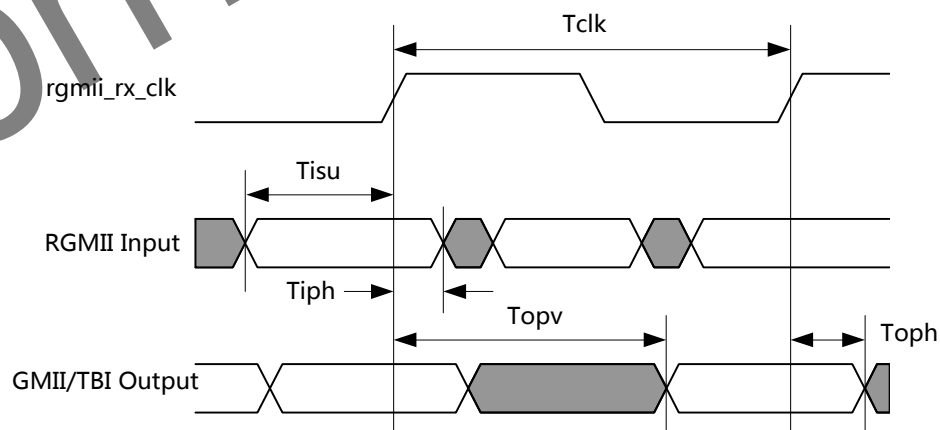 Tclk
rgmii_rx_clk
Tisu
RGMII Input
Tiph
Topv
Toph
GMII/TBI Output